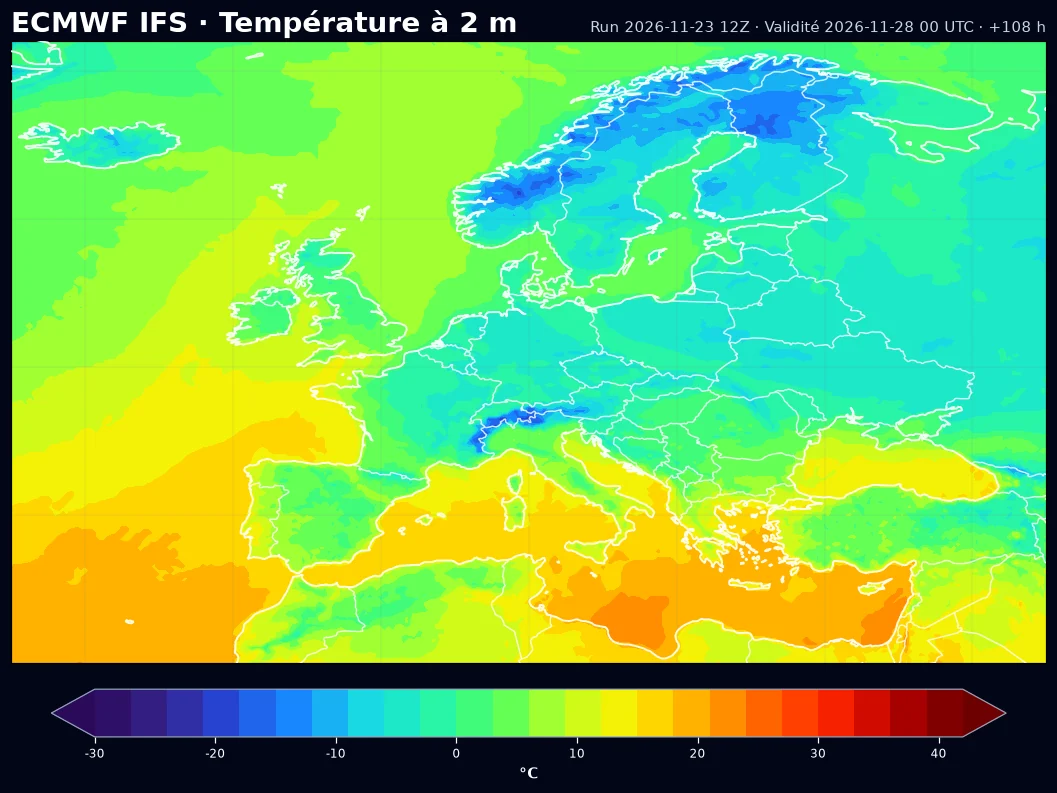 ECMWF IFS · Température à 2 m
Run 2026-11-23 12Z · Validité 2026-11-28 00 UTC · +108 h
-30 -20 -10 0 10 20 30 40
°C